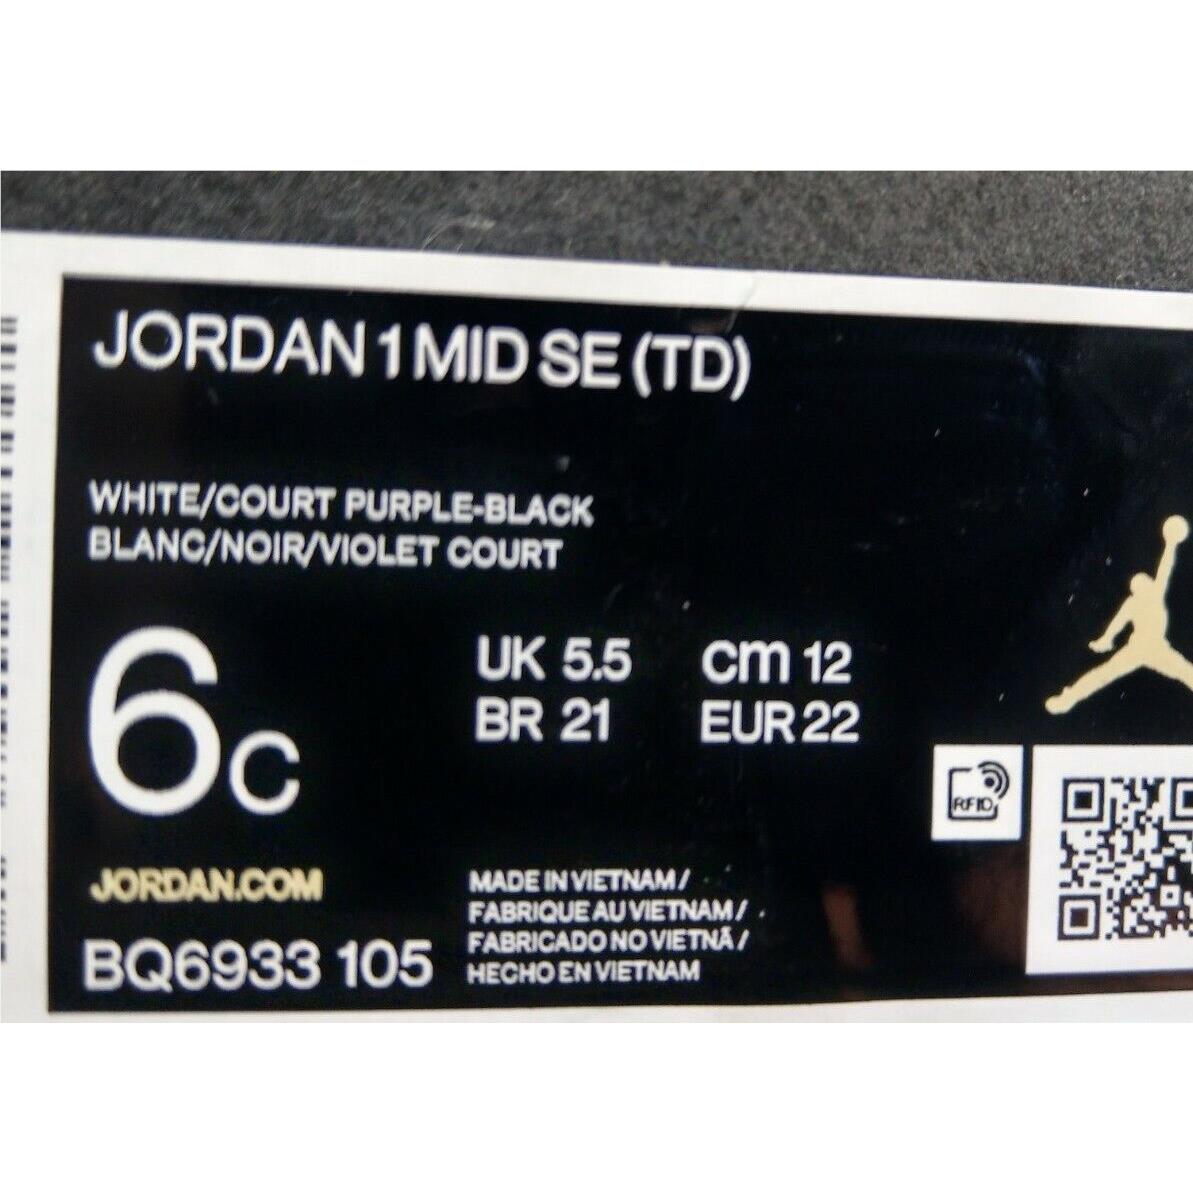 JORDAN 1 MID SE (TD)
WHITE/COURT PURPLE-BLACK
BLANC/NOIR/VIOLET COURT
6C
UK 5.5 cm 12
BR 21 EUR 22
RFID
JORDAN.COM
BQ6933 105
MADE IN VIETNAM /
FABRIQUE AU VIETNAM /
FABRICADO NO VIETNÃ /
HECHO EN VIETNAM